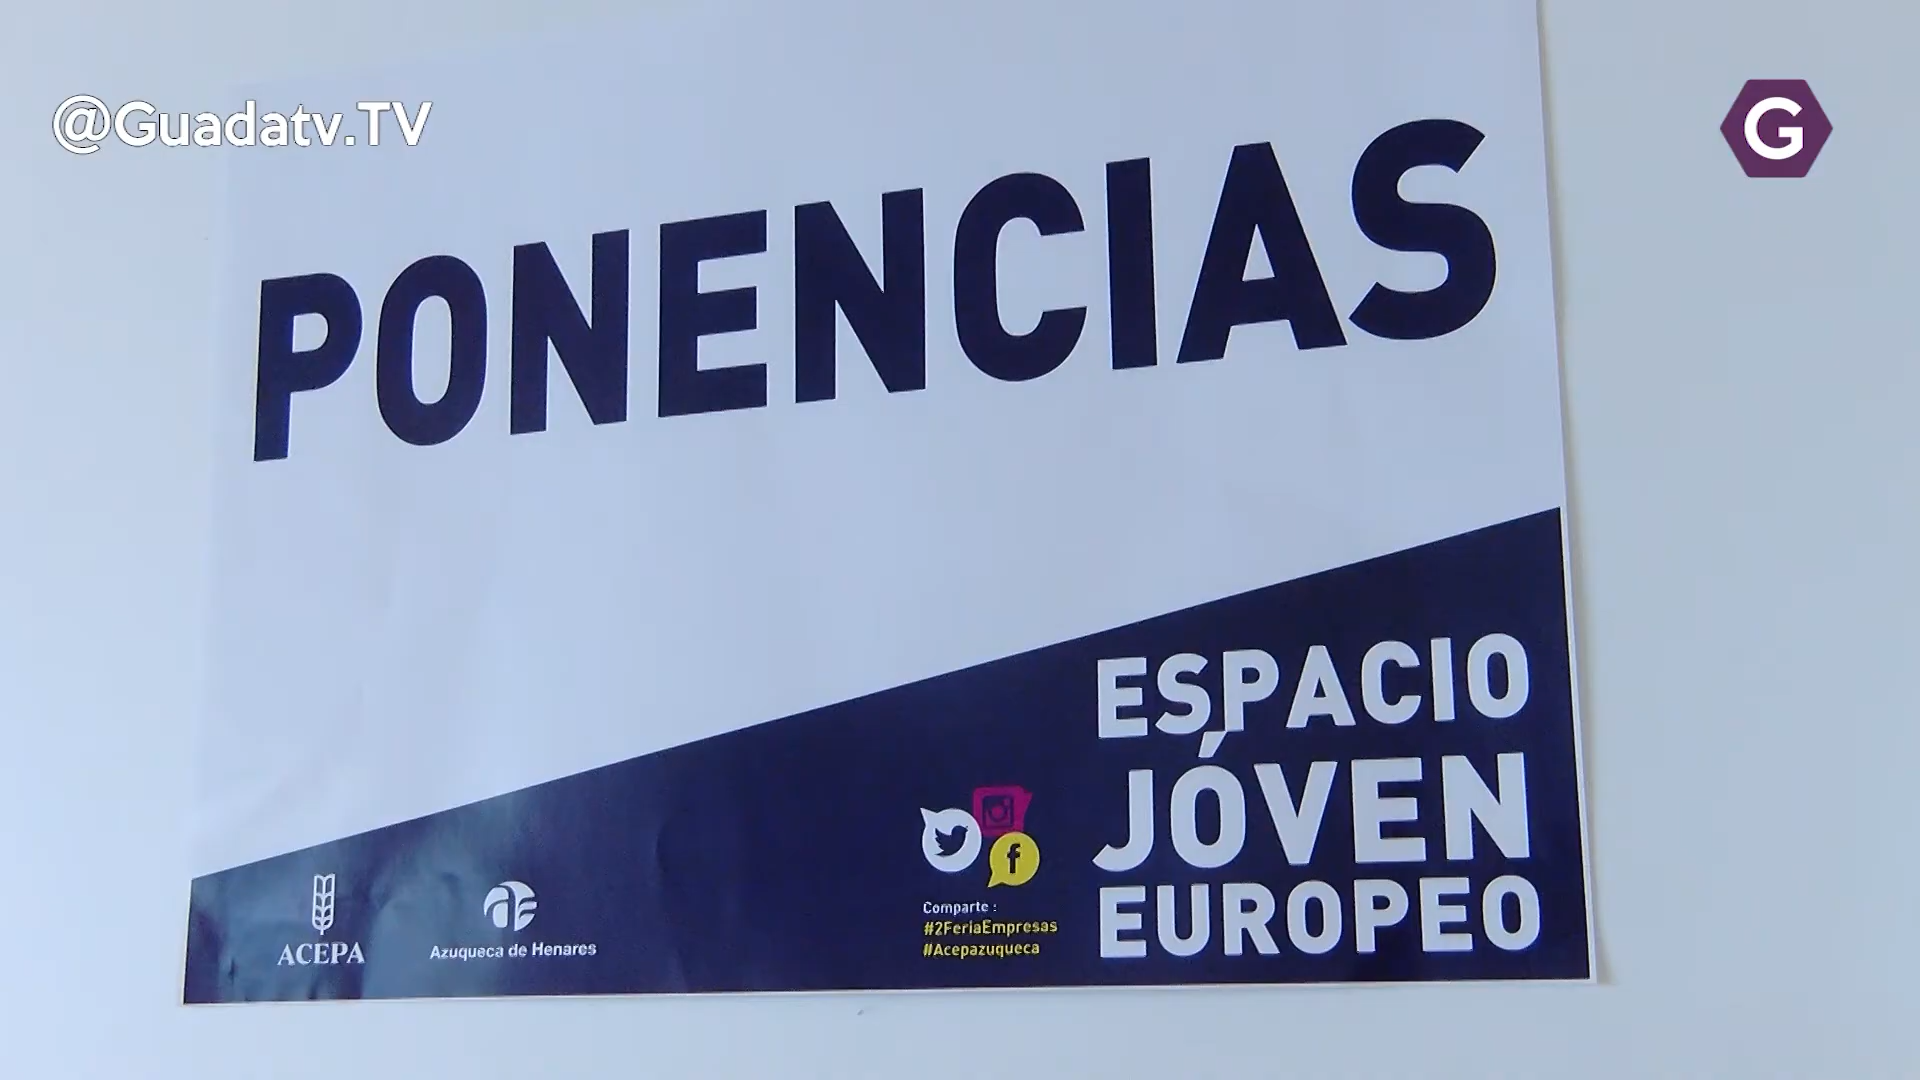 @Guadatv.TV
G
PONENCIAS
ESPACIO
JÓVEN
EUROPEO
Comparte :
#2FeriaEmpresas
#Acepazuqueca
ACEPA
Azuqueca de Henares